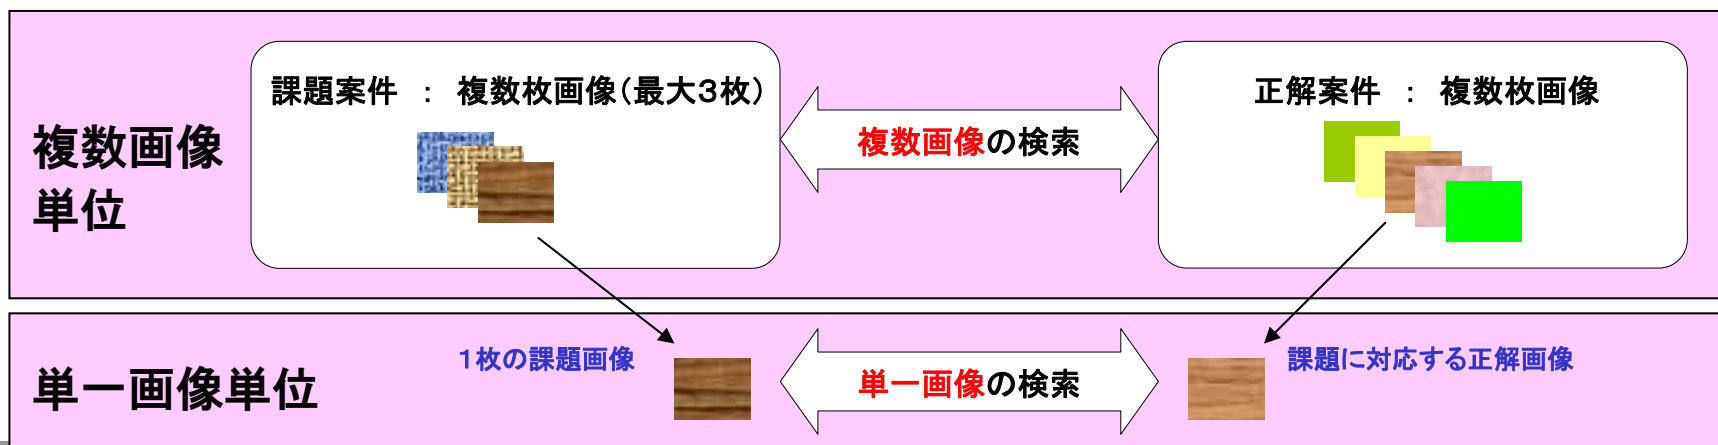 複数画像
単位
課題案件 : 複数枚画像(最大3枚)
複数画像の検索
正解案件 : 複数枚画像
単一画像単位
1枚の課題画像
単一画像の検索
課題に対応する正解画像